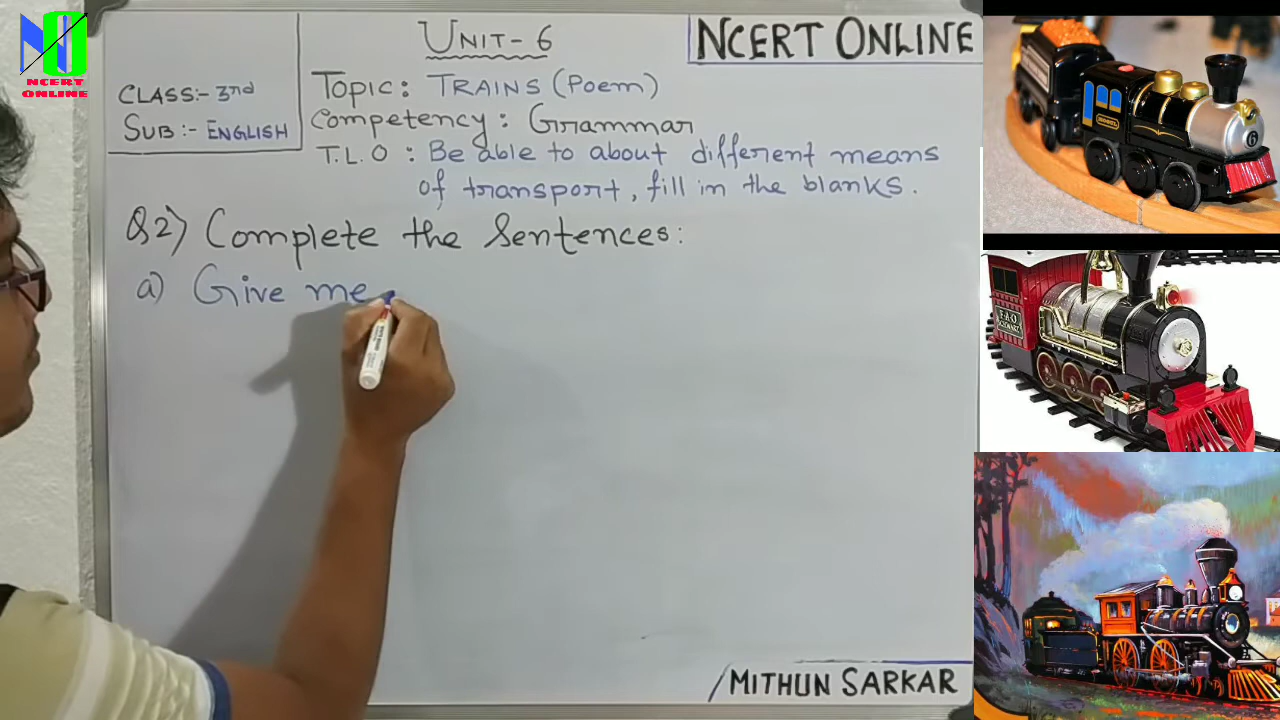 NCERT
ONLINE
CLASS:- 3rd
SUB:- ENGLISH
UNIT- 6
NCERT ONLINE
Topic: TRAINS (Poem)
Competency: Grammar
T.L.O : Be able to about different means
of transport, fill in the blanks.
Q2) Complete the Sentences:
a) Give me
/MITHUN SARKAR
6